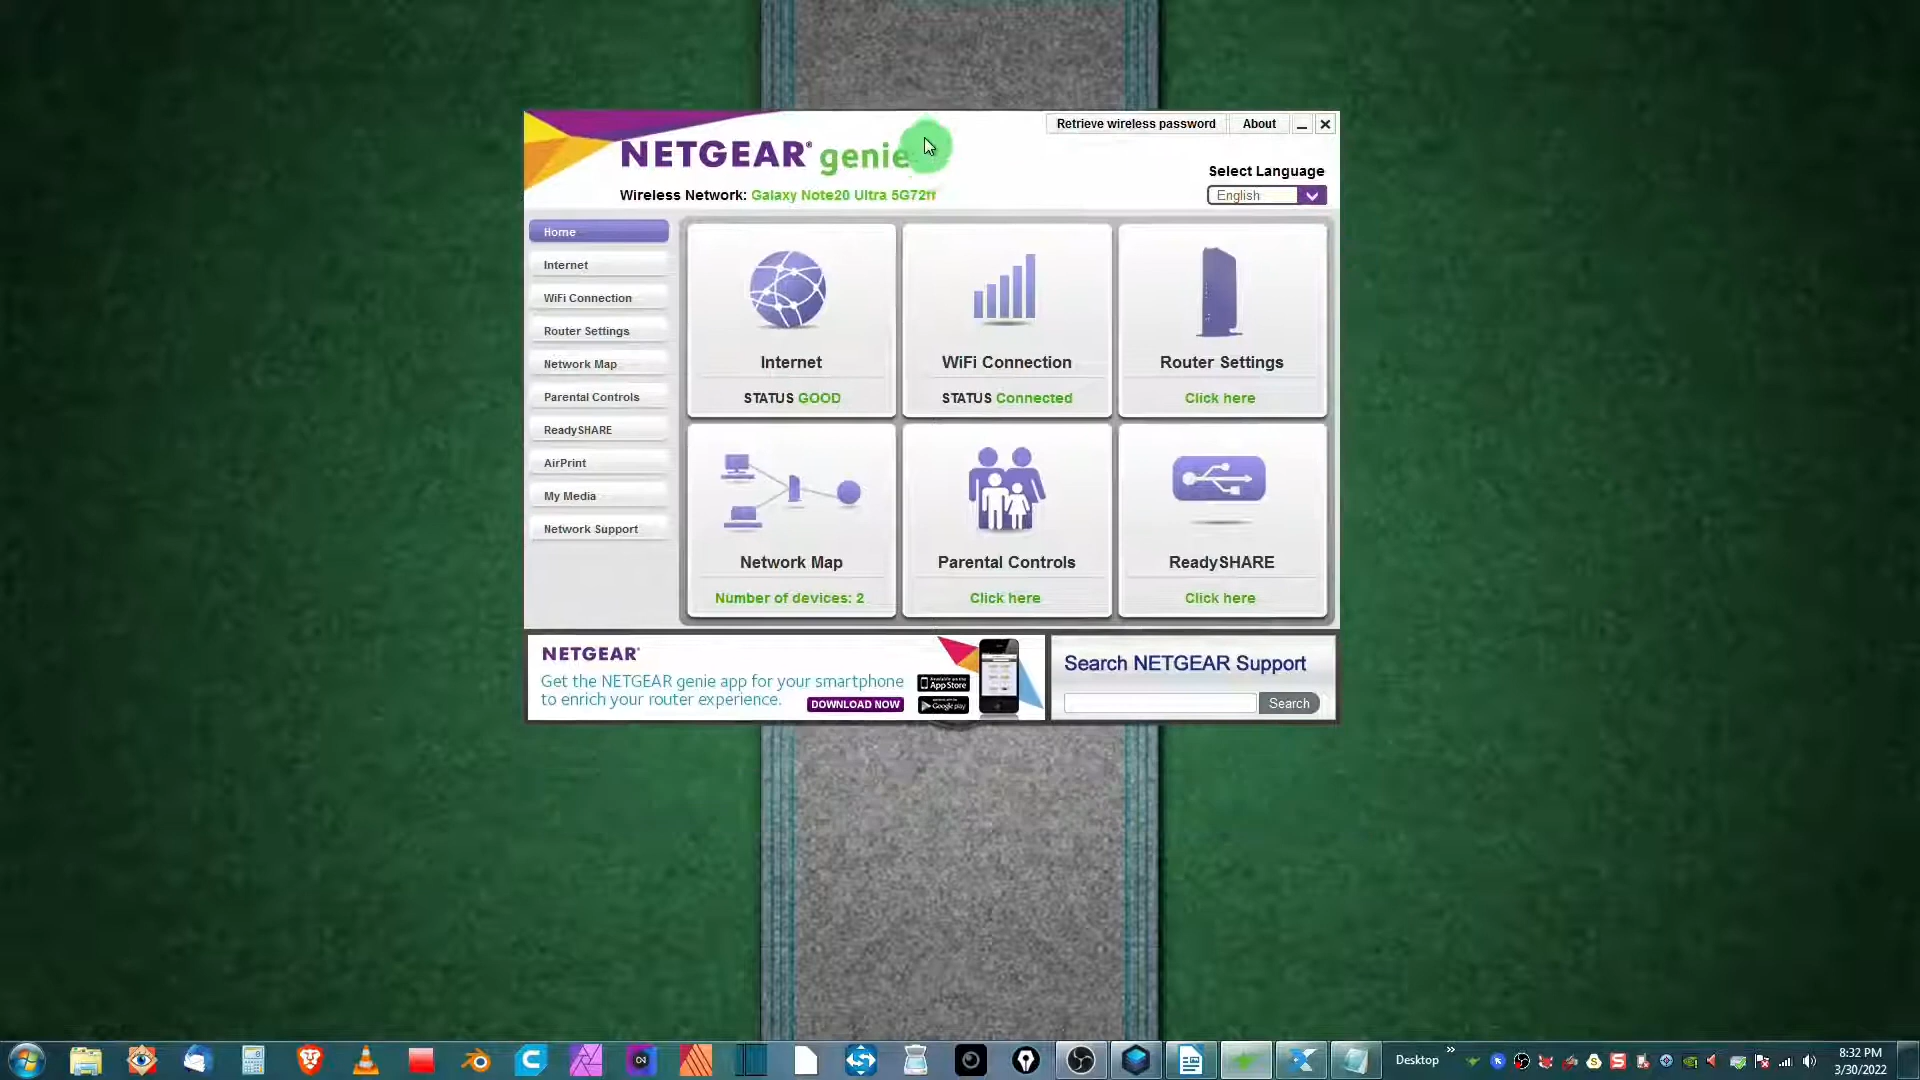 Retrieve wireless password
About
NETGEAR® genie
Select Language
Wireless Network: Galaxy Note20 Ultra 5G72ff
English
Home
Internet
WiFi Connection
Router Settings
Network Map
Parental Controls
ReadySHARE
AirPrint
My Media
Network Support
Internet
STATUS GOOD
WiFi Connection
STATUS Connected
Router Settings
Click here
Network Map
Number of devices: 2
Parental Controls
Click here
ReadySHARE
Click here
NETGEAR
Get the NETGEAR genie app for your smartphone
to enrich your router experience.
DOWNLOAD NOW
App Store
Google play
Search NETGEAR Support
Search
Desktop
8:32 PM
3/30/2022